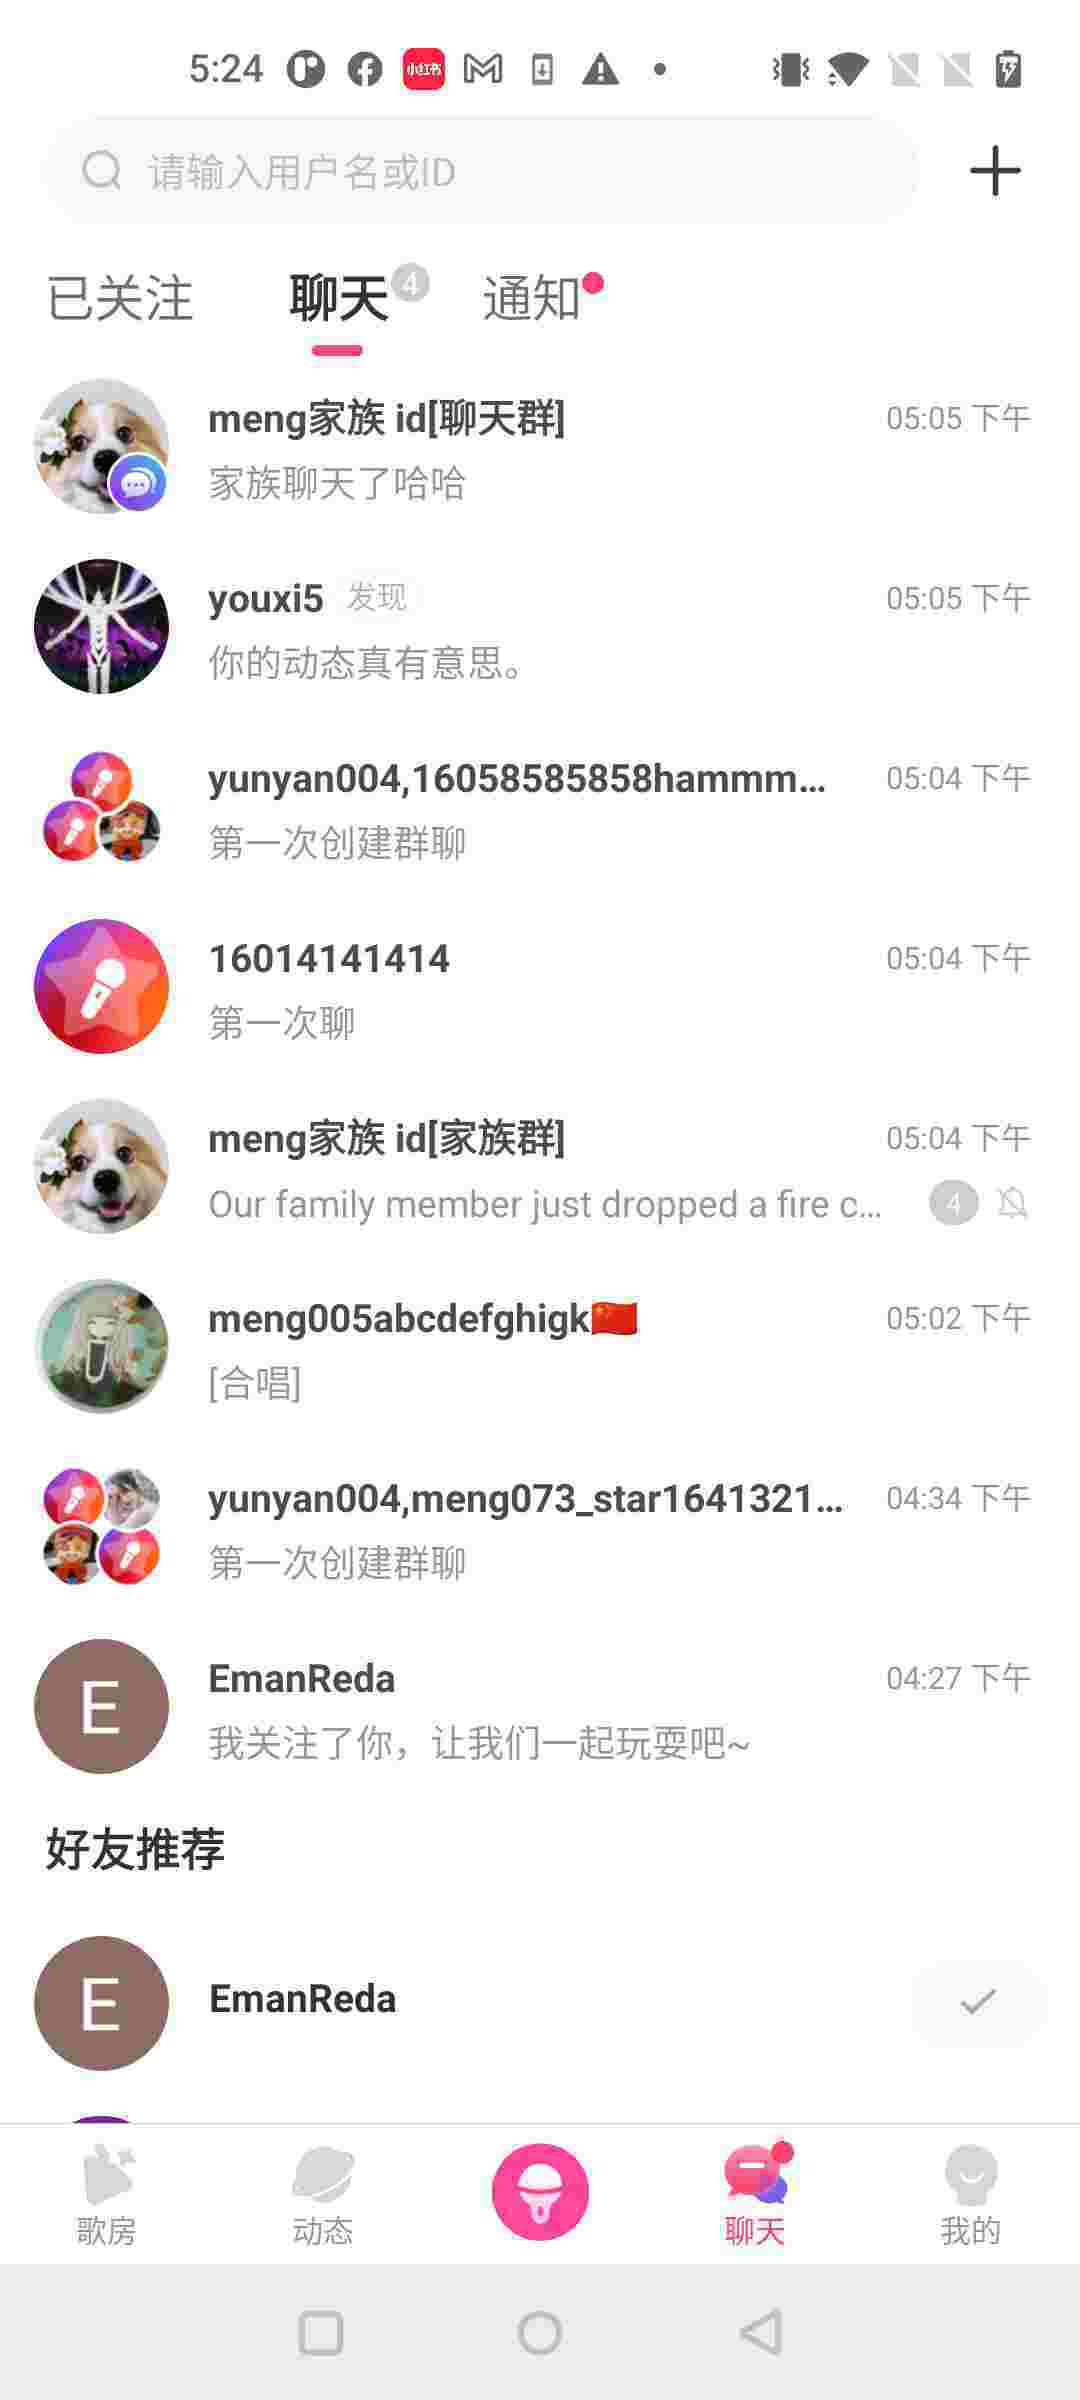 5:24
小红书
请输入用户名或ID
已关注 聊天 4 通知
meng家族 id[聊天群] 05:05 下午
家族聊天了哈哈
youxi5 发现 05:05 下午
你的动态真有意思。
yunyan004,16058585858hammm... 05:04 下午
第一次创建群聊
16014141414 05:04 下午
第一次聊
meng家族 id[家族群] 05:04 下午
Our family member just dropped a fire c... 4
meng005abcdefghigk🇨🇳 05:02 下午
[合唱]
yunyan004,meng073_star1641321... 04:34 下午
第一次创建群聊
E
EmanReda 04:27 下午
我关注了你，让我们一起玩耍吧~
好友推荐
E
EmanReda
歌房 动态 聊天 我的